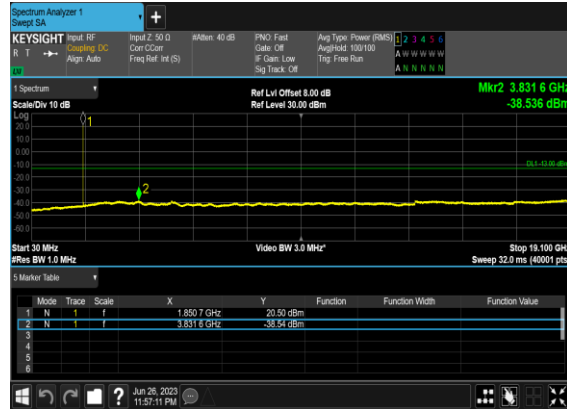 Spectrum Analyzer 1
Swept SA
+
KEYSIGHT Input: RF Input Z: 50 Ω #Atten: 40 dB PNO: Fast Avg Type: Power (RMS) 1 2 3 4 5 6
R T Coupling: DC Corr CCorr Gate: Off Avg|Hold: 100/100 A W W W W W
Align: Auto Freq Ref: Int (S) IF Gain: Low Trig: Free Run
Sig Track: Off A N N N N N
1 Spectrum
Ref Lvl Offset 8.00 dB Mkr2 3.831 6 GHz
Scale/Div 10 dB Ref Level 30.00 dBm -38.536 dBm
Log
1
20.0
10.0
0.00
-10.0 DL1 -13.00 dBm
-20.0
-30.0 2
-40.0
-50.0
-60.0
Start 30 MHz Video BW 3.0 MHz* Stop 19.100 GHz
#Res BW 1.0 MHz Sweep 32.0 ms (40001 pts)
5 Marker Table
Mode Trace Scale X Y Function Function Width Function Value
1 N 1 f 1.850 7 GHz 20.50 dBm
2 N 1 f 3.831 6 GHz -38.54 dBm
3
4
5
6
? Jun 26, 2023
11:57:11 PM